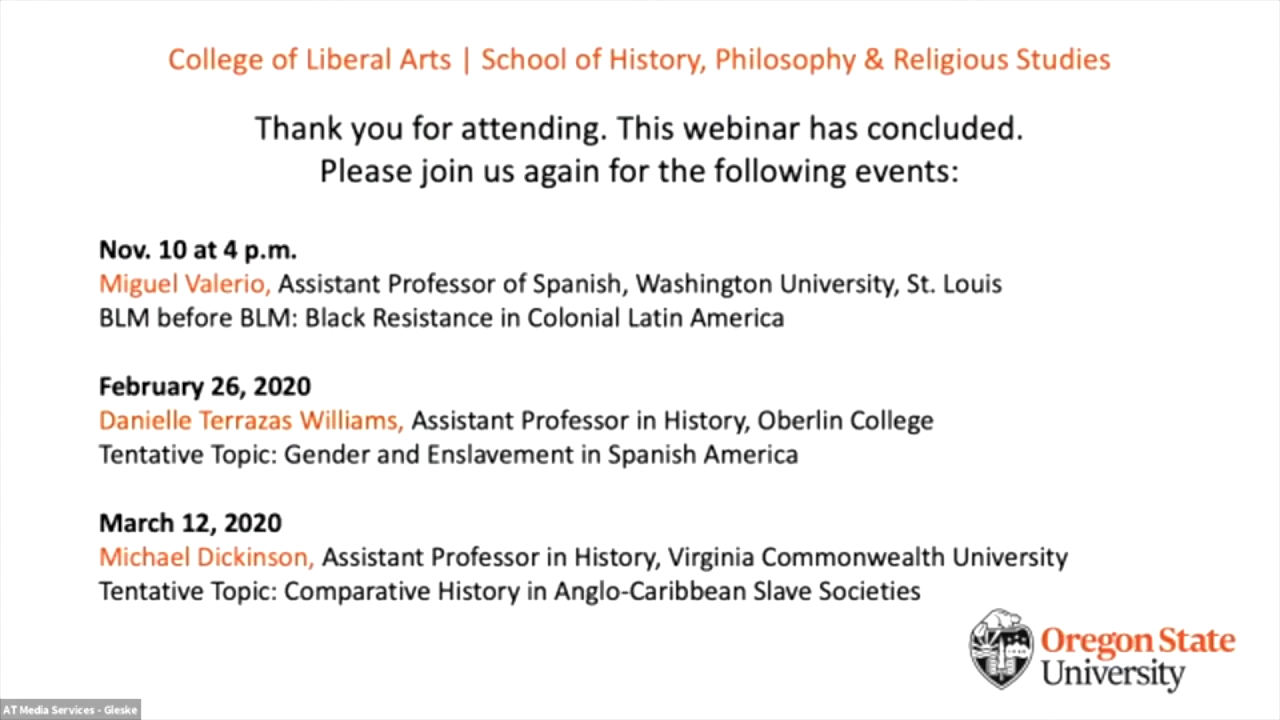 College of Liberal Arts | School of History, Philosophy & Religious Studies
Thank you for attending. This webinar has concluded.
Please join us again for the following events:
Nov. 10 at 4 p.m.
Miguel Valerio, Assistant Professor of Spanish, Washington University, St. Louis
BLM before BLM: Black Resistance in Colonial Latin America
February 26, 2020
Danielle Terrazas Williams, Assistant Professor in History, Oberlin College
Tentative Topic: Gender and Enslavement in Spanish America
March 12, 2020
Michael Dickinson, Assistant Professor in History, Virginia Commonwealth University
Tentative Topic: Comparative History in Anglo-Caribbean Slave Societies
Oregon State
University
AT Media Services - Gleske